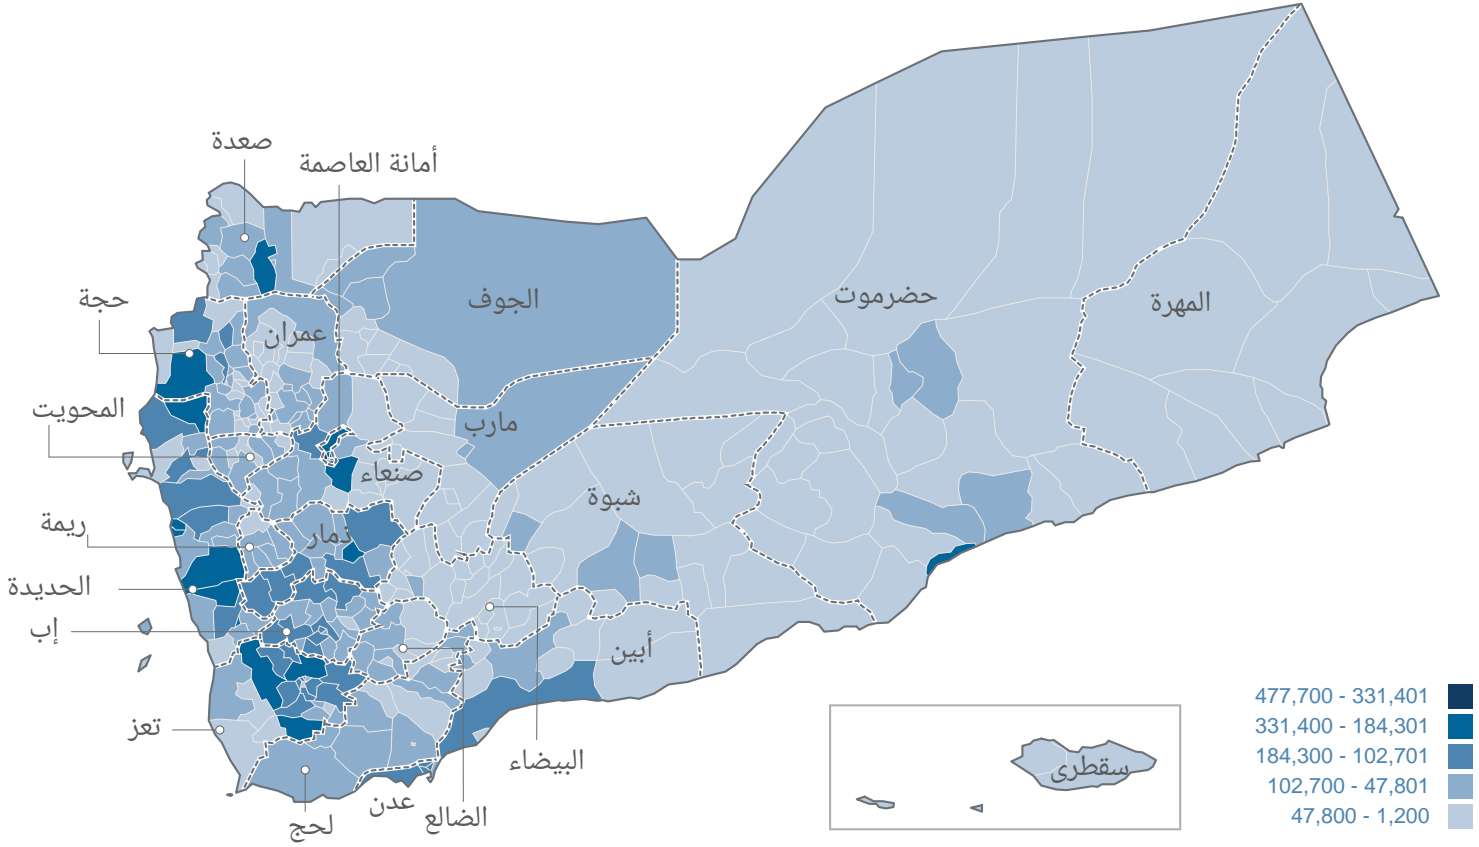 صعدة
أمانة العاصمة
حجة
عمران
الجوف
حضرموت
المهرة
المحويت
مارب
صنعاء
شبوة
ريمة
ذمار
الحديدة
إب
أبين
تعز
البيضاء
الضالع
عدن
لحج
سقطرى
477,700 - 331,401
331,400 - 184,301
184,300 - 102,701
102,700 - 47,801
47,800 - 1,200